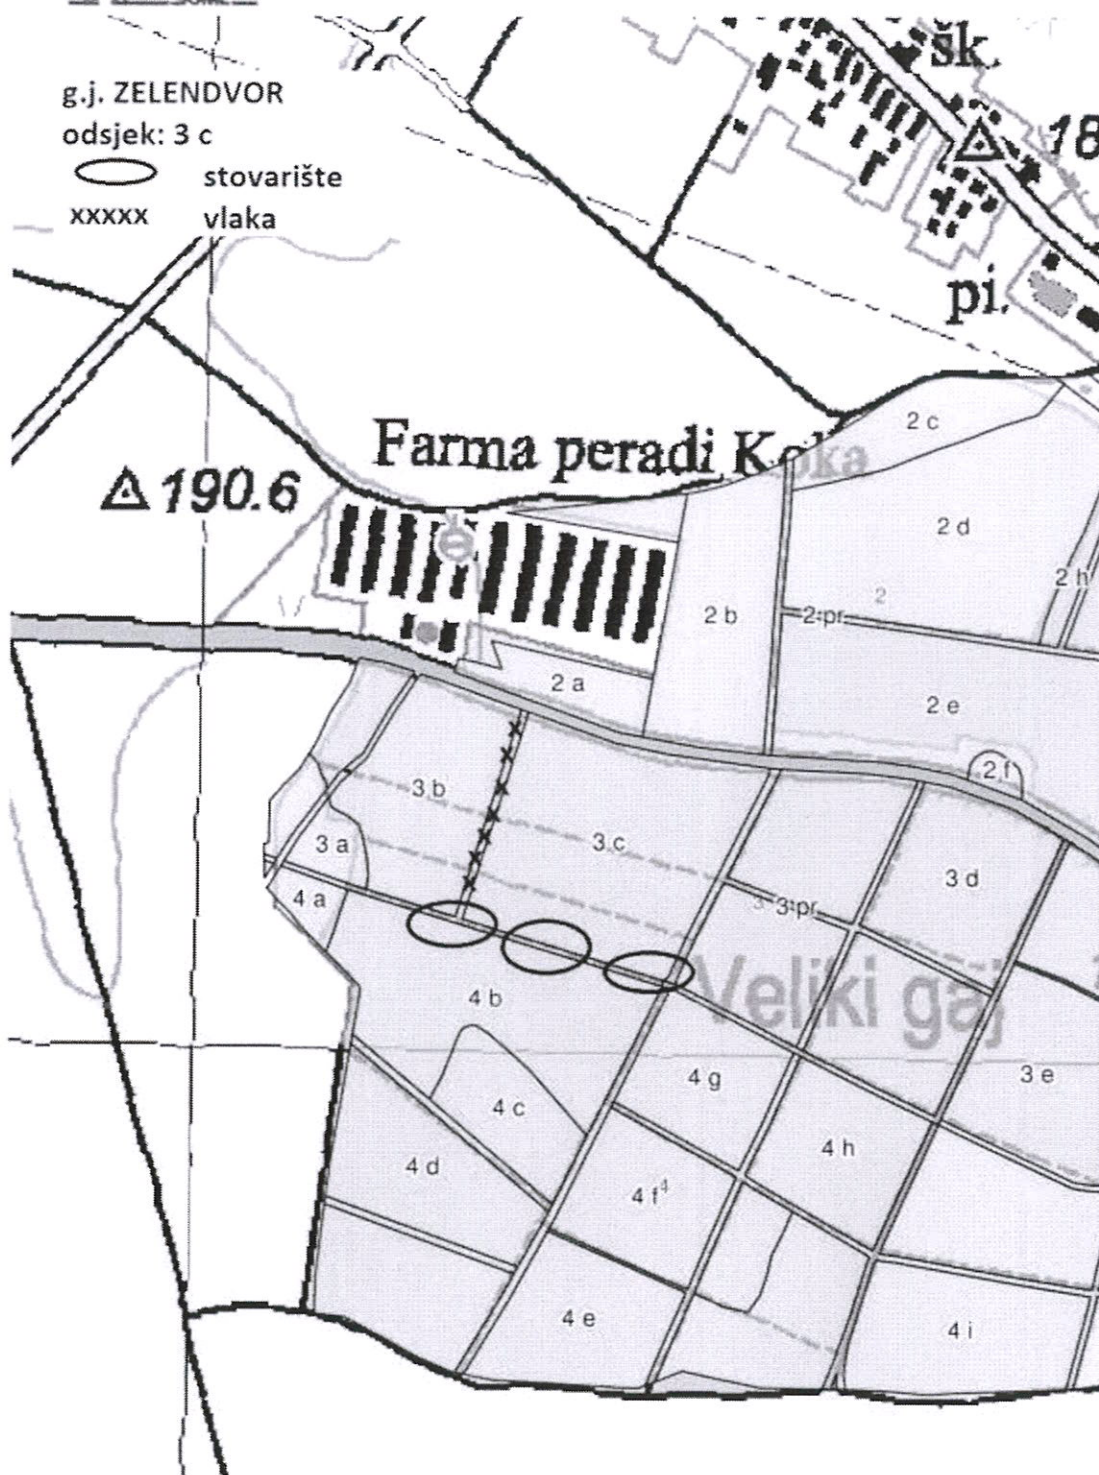 g.j. ZELENDVOR
odsjek: 3 c
stovarište
xxxxx vlaka
šk.
18
pi.
2 c
Farma peradi Koka
190.6
2 d
2 h
2
2 b
2 pr
2 a
2 e
2 f
3 b
3 c
3 a
3 d
4 a
3 3 pr
4 b
Veliki gaj
3 e
4 g
4 c
4 h
4 d
4 f 4
4 e
4 i